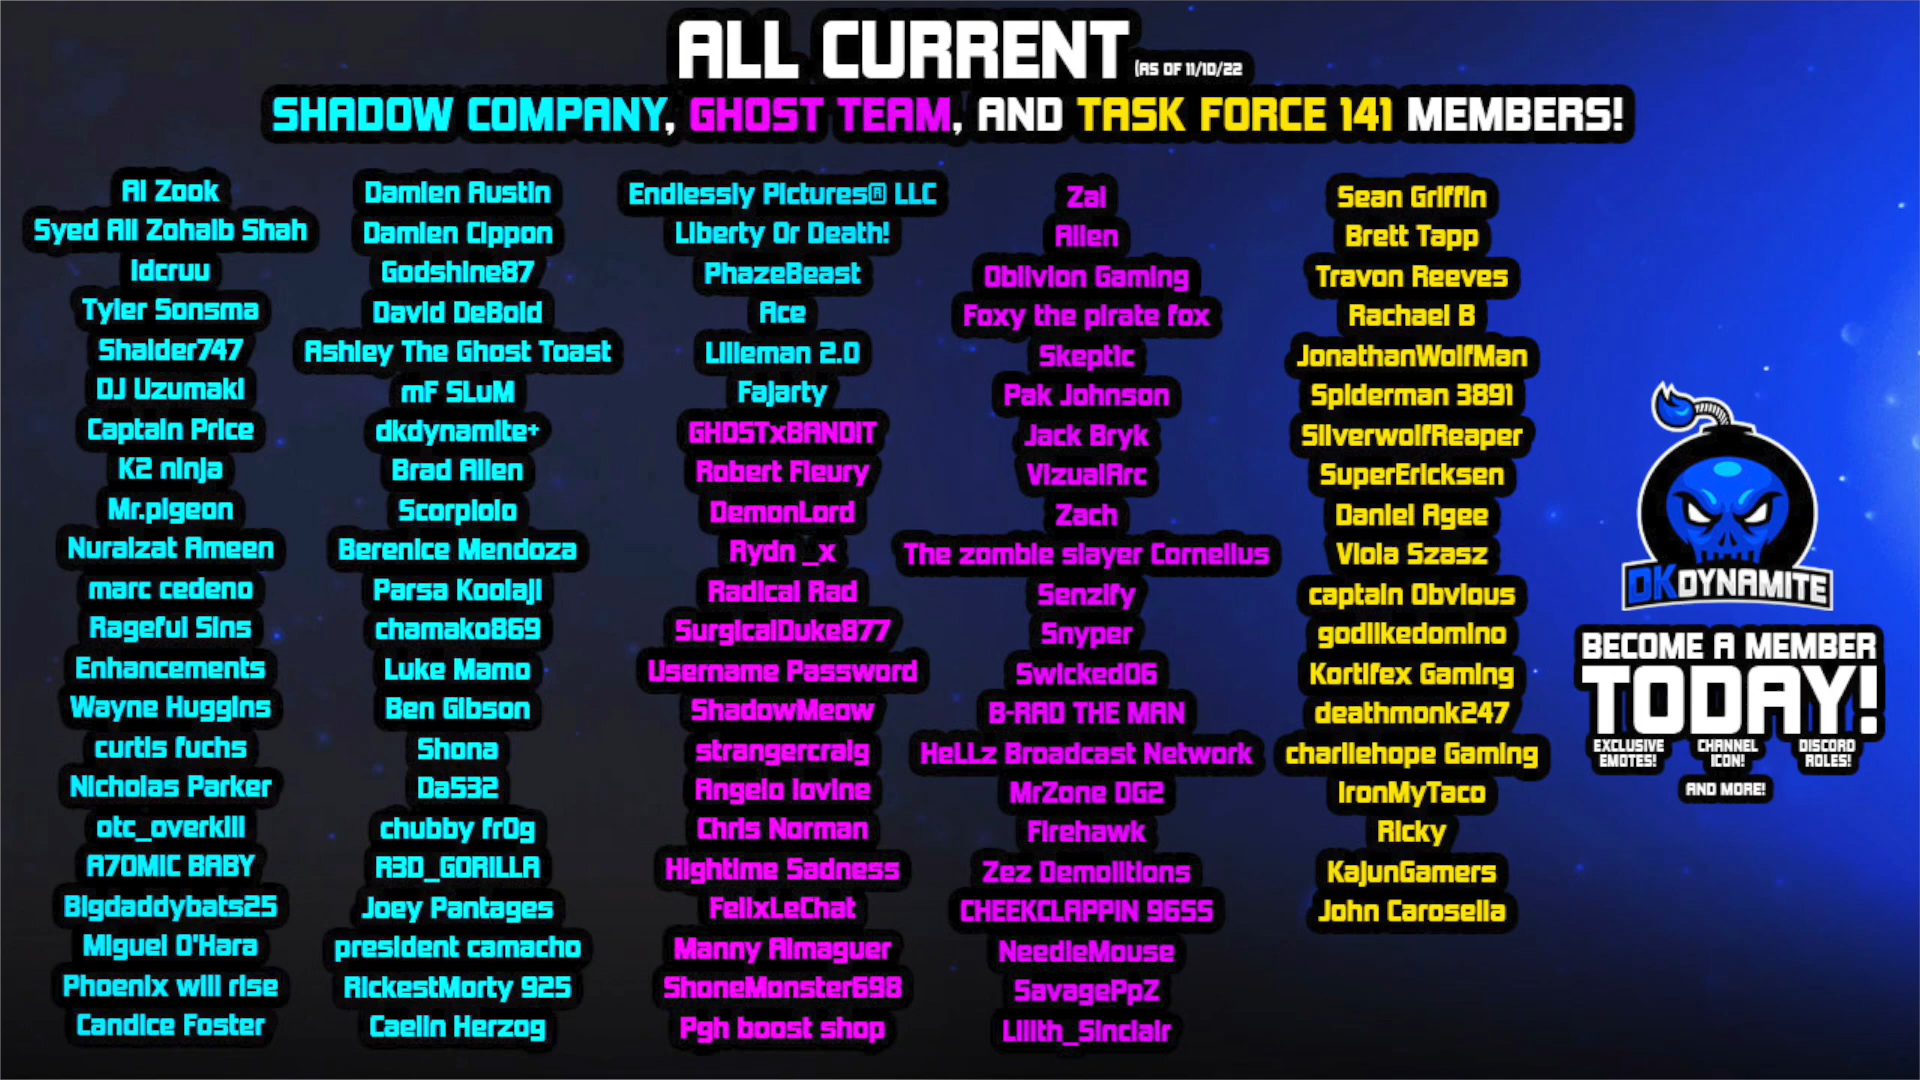 ALL CURRENT (AS OF 11/10/22
SHADOW COMPANY, GHOST TEAM, AND TASK FORCE 141 MEMBERS!
Al Zook
Syed Ali Zohaib Shah
idcruu
Tyler Sonsma
Shaider747
DJ Uzumaki
Captain Price
K2 ninja
Mr.pigeon
Nuraizat Ameen
marc cedeno
Rageful Sins
Enhancements
Wayne Huggins
curtis fuchs
Nicholas Parker
otc_overkill
A70MIC BABY
Bigdaddybats25
Miguel O'Hara
Phoenix will rise
Candice Foster
Damien Austin
Damien Cippon
Godshine87
David DeBold
Ashley The Ghost Toast
mF SLuM
dkdynamite+
Brad Allen
Scorpiolo
Berenice Mendoza
Parsa Koolaji
chamako869
Luke Mamo
Ben Gibson
Shona
Da532
chubby fr0g
R3D_GORILLA
Joey Pantages
president camacho
RickestMorty 925
Caelin Herzog
Endlessly Pictures® LLC
Liberty Or Death!
PhazeBeast
Ace
Lilleman 2.0
Fajarty
GHOSTxBANDIT
Robert Fleury
DemonLord
Rydn _x
Radical Rad
SurgicalDuke877
Username Password
ShadowMeow
strangercraig
Angelo Iovine
Chris Norman
Hightime Sadness
FelixLeChat
Manny Almaguer
ShoneMonster698
Pgh boost shop
Zai
Allen
Oblivion Gaming
Foxy the pirate fox
Skept1c
Pak Johnson
Jack Bryk
VizualArc
Zach
The zombie slayer Cornelius
Senzify
Snyper
Swicked06
B-RAD THE MAN
HeLLz Broadcast Network
MrZone DG2
Firehawk
Zez Demolitions
CHEEKCLAPPIN 9655
NeedleMouse
SavagePpZ
Lilith_Sinclair
Sean Griffin
Brett Tapp
Travon Reeves
Rachael B
JonathanWolfMan
Spiderman 3891
SilverwolfReaper
SuperEricksen
Daniel Agee
Viola Szasz
captain Obvious
godlikedomino
Kortifex Gaming
deathmonk247
charliehope Gaming
IronMyTaco
Ricky
KajunGamers
John Carosella
DKDYNAMITE
BECOME A MEMBER
TODAY!
EXCLUSIVE EMOTES!
CHANNEL ICON!
DISCORD ROLES!
AND MORE!